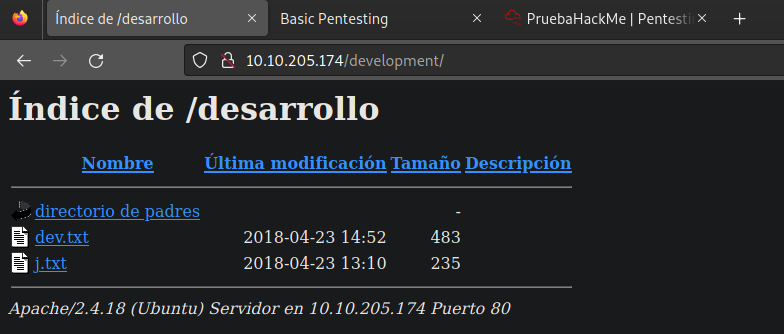 Índice de /desarrollo
Basic Pentesting
PruebaHackMe | Pentesti
10.10.205.174/development/
Índice de /desarrollo
Nombre Última modificación Tamaño Descripción
directorio de padres -
dev.txt 2018-04-23 14:52 483
j.txt 2018-04-23 13:10 235
Apache/2.4.18 (Ubuntu) Servidor en 10.10.205.174 Puerto 80